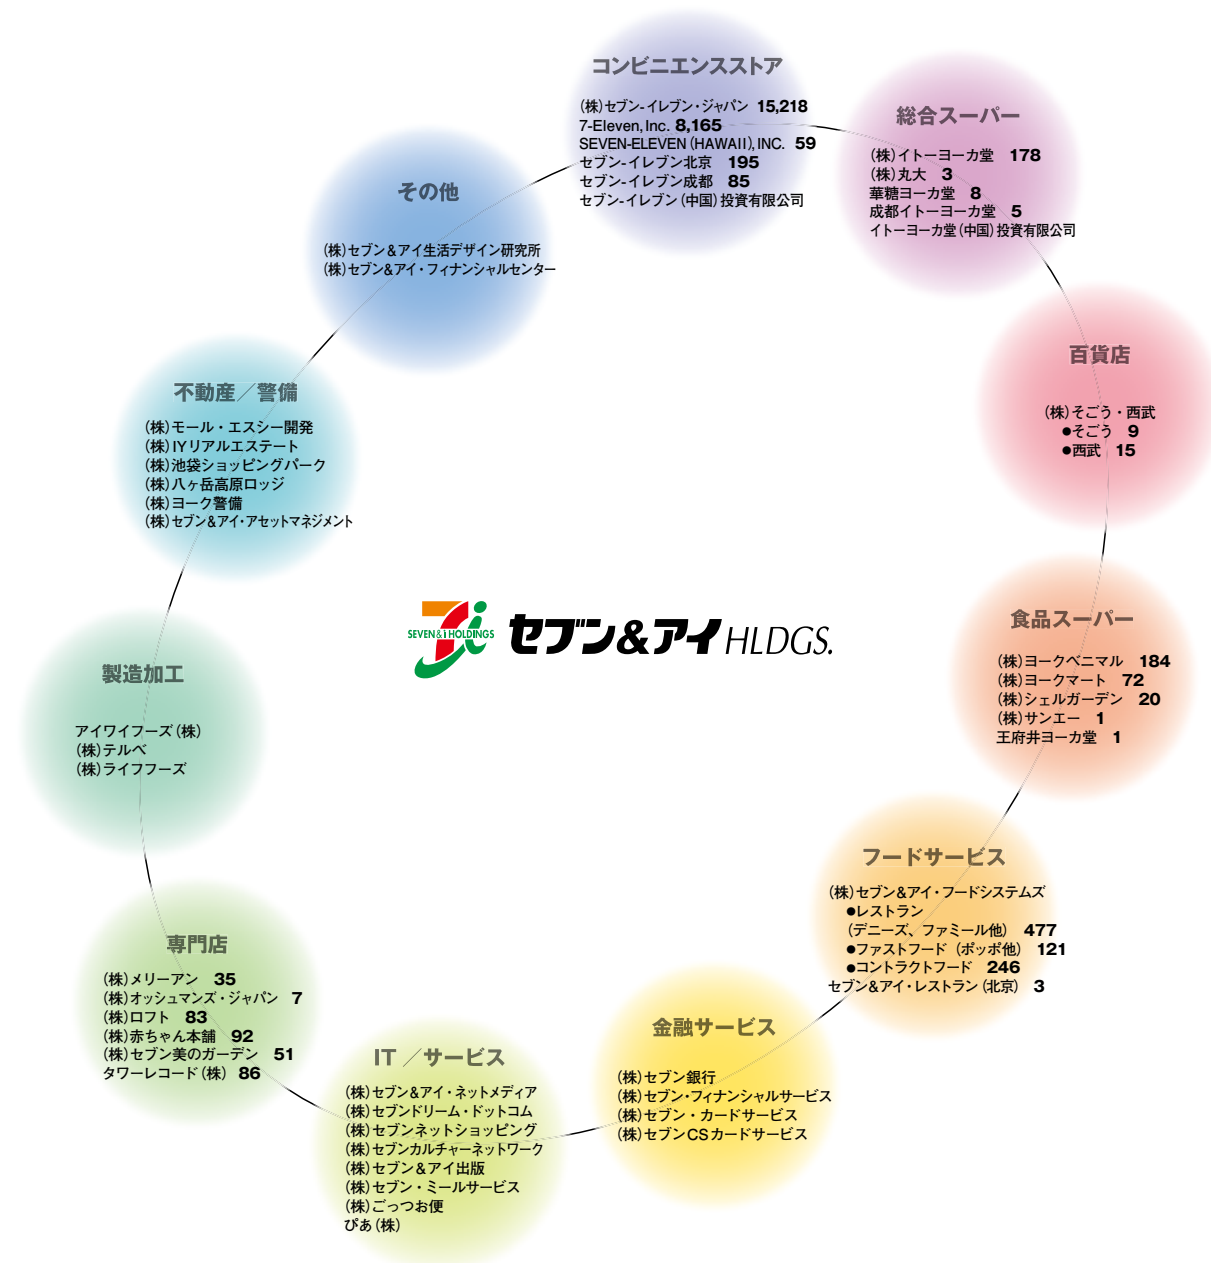 コンビニエンスストア
(株)セブン-イレブン・ジャパン 15,218
7-Eleven, Inc. 8,165
SEVEN-ELEVEN (HAWAII), INC. 59
セブン-イレブン北京 195
セブン-イレブン成都 85
セブン-イレブン(中国)投資有限公司
総合スーパー
(株)イトーヨーカ堂 178
(株)丸大 3
華糖ヨーカ堂 8
成都イトーヨーカ堂 5
イトーヨーカ堂(中国)投資有限公司
百貨店
(株)そごう・西武
●そごう 9
●西武 15
食品スーパー
(株)ヨークベニマル 184
(株)ヨークマート 72
(株)シェルガーデン 20
(株)サンエー 1
王府井ヨーカ堂 1
フードサービス
(株)セブン&アイ・フードシステムズ
●レストラン
(デニーズ、ファミール他) 477
●ファストフード(ポッポ他) 121
●コントラクトフード 246
セブン&アイ・レストラン(北京) 3
金融サービス
(株)セブン銀行
(株)セブン・フィナンシャルサービス
(株)セブン・カードサービス
(株)セブンCSカードサービス
IT／サービス
(株)セブン&アイ・ネットメディア
(株)セブンドリーム・ドットコム
(株)セブンネットショッピング
(株)セブンカルチャーネットワーク
(株)セブン&アイ出版
(株)セブン・ミールサービス
(株)ごっつお便
ぴあ(株)
専門店
(株)メリーアン 35
(株)オッシュマンズ・ジャパン 7
(株)ロフト 83
(株)赤ちゃん本舗 92
(株)セブン美のガーデン 51
タワーレコード(株) 86
製造加工
アイワイフーズ(株)
(株)テルベ
(株)ライフフーズ
不動産／警備
(株)モール・エスシー開発
(株)IYリアルエステート
(株)池袋ショッピングパーク
(株)八ヶ岳高原ロッジ
(株)ヨーク警備
(株)セブン&アイ・アセットマネジメント
その他
(株)セブン&アイ生活デザイン研究所
(株)セブン&アイ・フィナンシャルセンター
SEVEN&i HOLDINGS
セブン&アイ HLDGS.